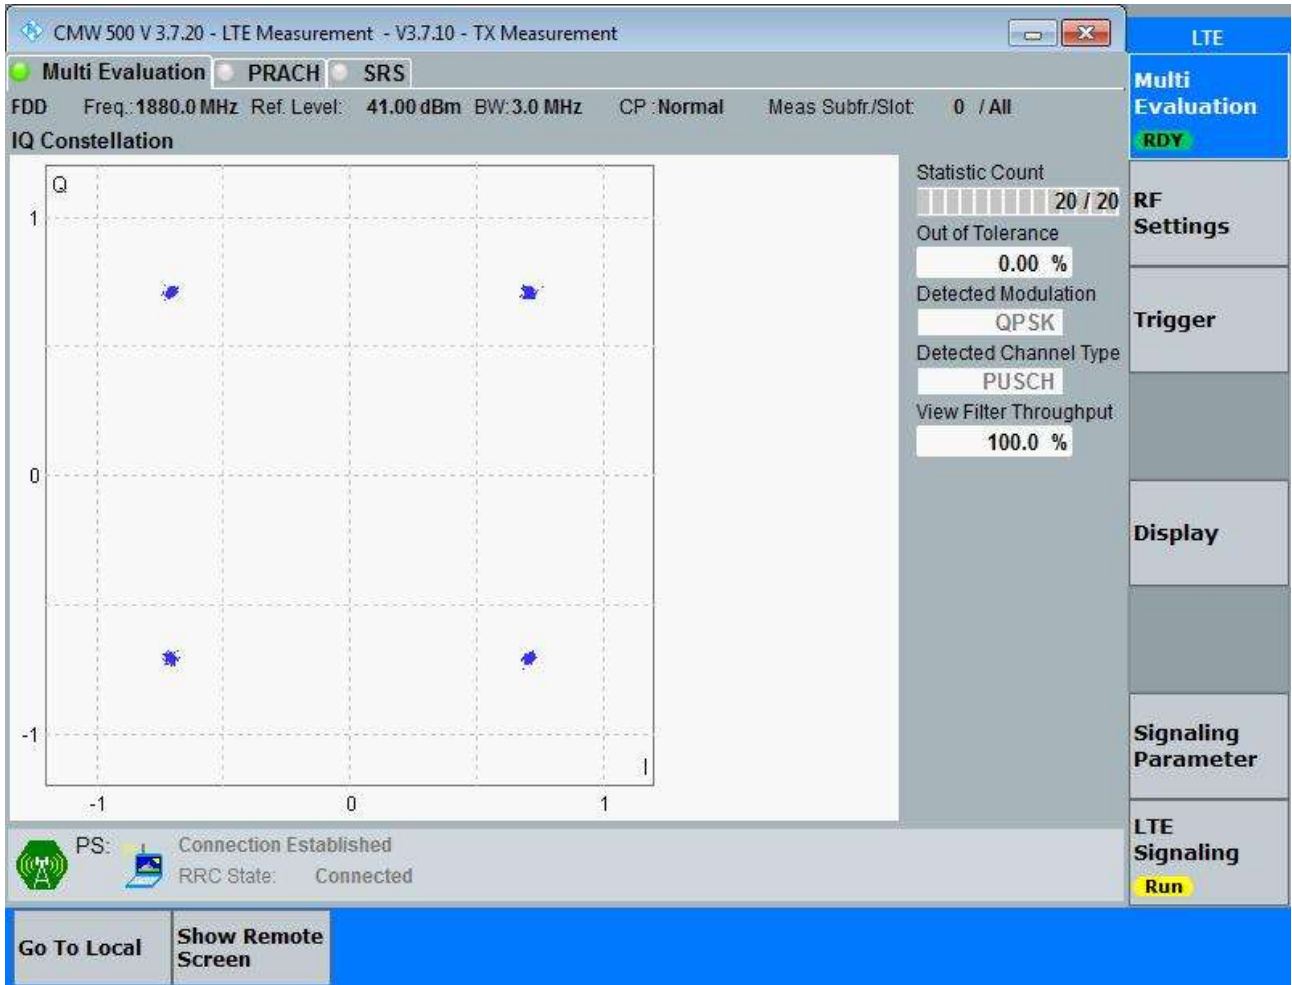 CMW 500 V 3.7.20 - LTE Measurement - V3.7.10 - TX Measurement
LTE
Multi Evaluation PRACH SRS
FDD Freq.: 1880.0 MHz Ref. Level: 41.00 dBm BW: 3.0 MHz CP : Normal Meas Subfr./Slot: 0 / All
IQ Constellation
Q
1
0
-1
I
-1 0 1
Statistic Count
20 / 20
Out of Tolerance
0.00 %
Detected Modulation
QPSK
Detected Channel Type
PUSCH
View Filter Throughput
100.0 %
Multi
Evaluation
RDY
RF
Settings
Trigger
Display
Signaling
Parameter
LTE
Signaling
Run
PS: Connection Established
RRC State: Connected
Go To Local
Show Remote
Screen